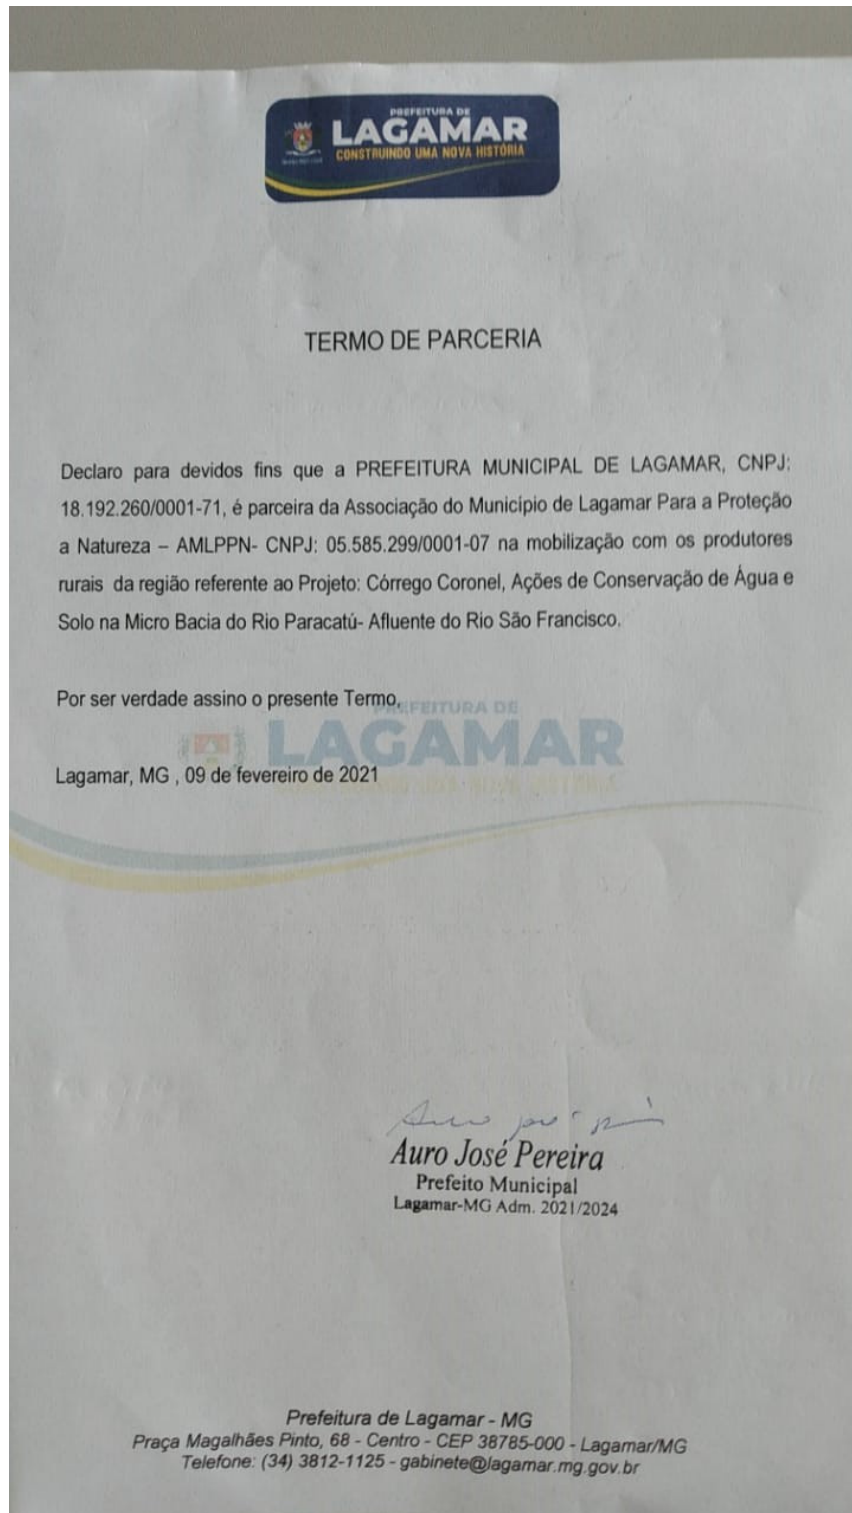 PREFEITURA DE
LAGAMAR
CONSTRUINDO UMA NOVA HISTÓRIA
TERMO DE PARCERIA
Declaro para devidos fins que a PREFEITURA MUNICIPAL DE LAGAMAR, CNPJ:
18.192.260/0001-71, é parceira da Associação do Município de Lagamar Para a Proteção
a Natureza – AMLPPN- CNPJ: 05.585.299/0001-07 na mobilização com os produtores
rurais da região referente ao Projeto: Córrego Coronel, Ações de Conservação de Água e
Solo na Micro Bacia do Rio Paracatú- Afluente do Rio São Francisco.
Por ser verdade assino o presente Termo.
PREFEITURA DE
LAGAMAR
Lagamar, MG , 09 de fevereiro de 2021
Auro José Pereira
Prefeito Municipal
Lagamar-MG Adm. 2021/2024
Prefeitura de Lagamar - MG
Praça Magalhães Pinto, 68 - Centro - CEP 38785-000 - Lagamar/MG
Telefone: (34) 3812-1125 - gabinete@lagamar.mg.gov.br